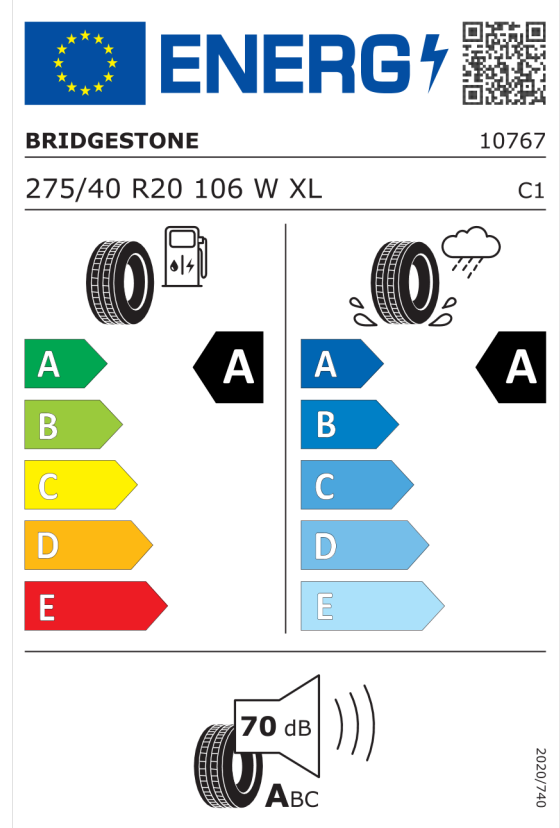 ENERG
BRIDGESTONE 10767
275/40 R20 106 W XL C1
A A
A A
B B
C C
D D
E E
70 dB
ABC
2020/740